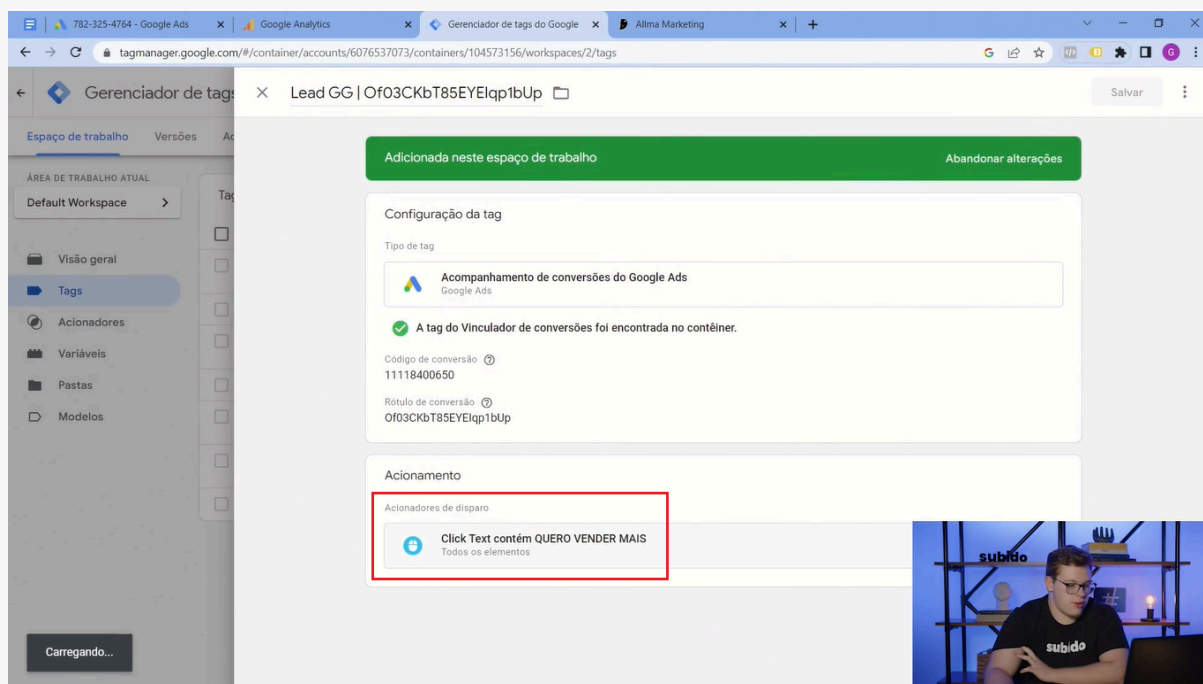 782-325-4764 - Google Ads
Google Analytics
Gerenciador de tags do Google
Allma Marketing
tagmanager.google.com/#/container/accounts/6076537073/containers/104573156/workspaces/2/tags
G
Gerenciador de tags
Lead GG | Of03CKbT85EYEIqp1bUp
Salvar
Espaço de trabalho
Versões
Ad
Adicionada neste espaço de trabalho
Abandonar alterações
ÁREA DE TRABALHO ATUAL
Default Workspace
Tag
Visão geral
Tags
Acionadores
Variáveis
Pastas
Modelos
Configuração da tag
Tipo de tag
Acompanhamento de conversões do Google Ads
Google Ads
A tag do Vinculador de conversões foi encontrada no contêiner.
Código de conversão
11118400650
Rótulo de conversão
Of03CKbT85EYEIqp1bUp
Acionamento
Acionadores de disparo
Click Text contém QUERO VENDER MAIS
Todos os elementos
Carregando...
subido
#
subido